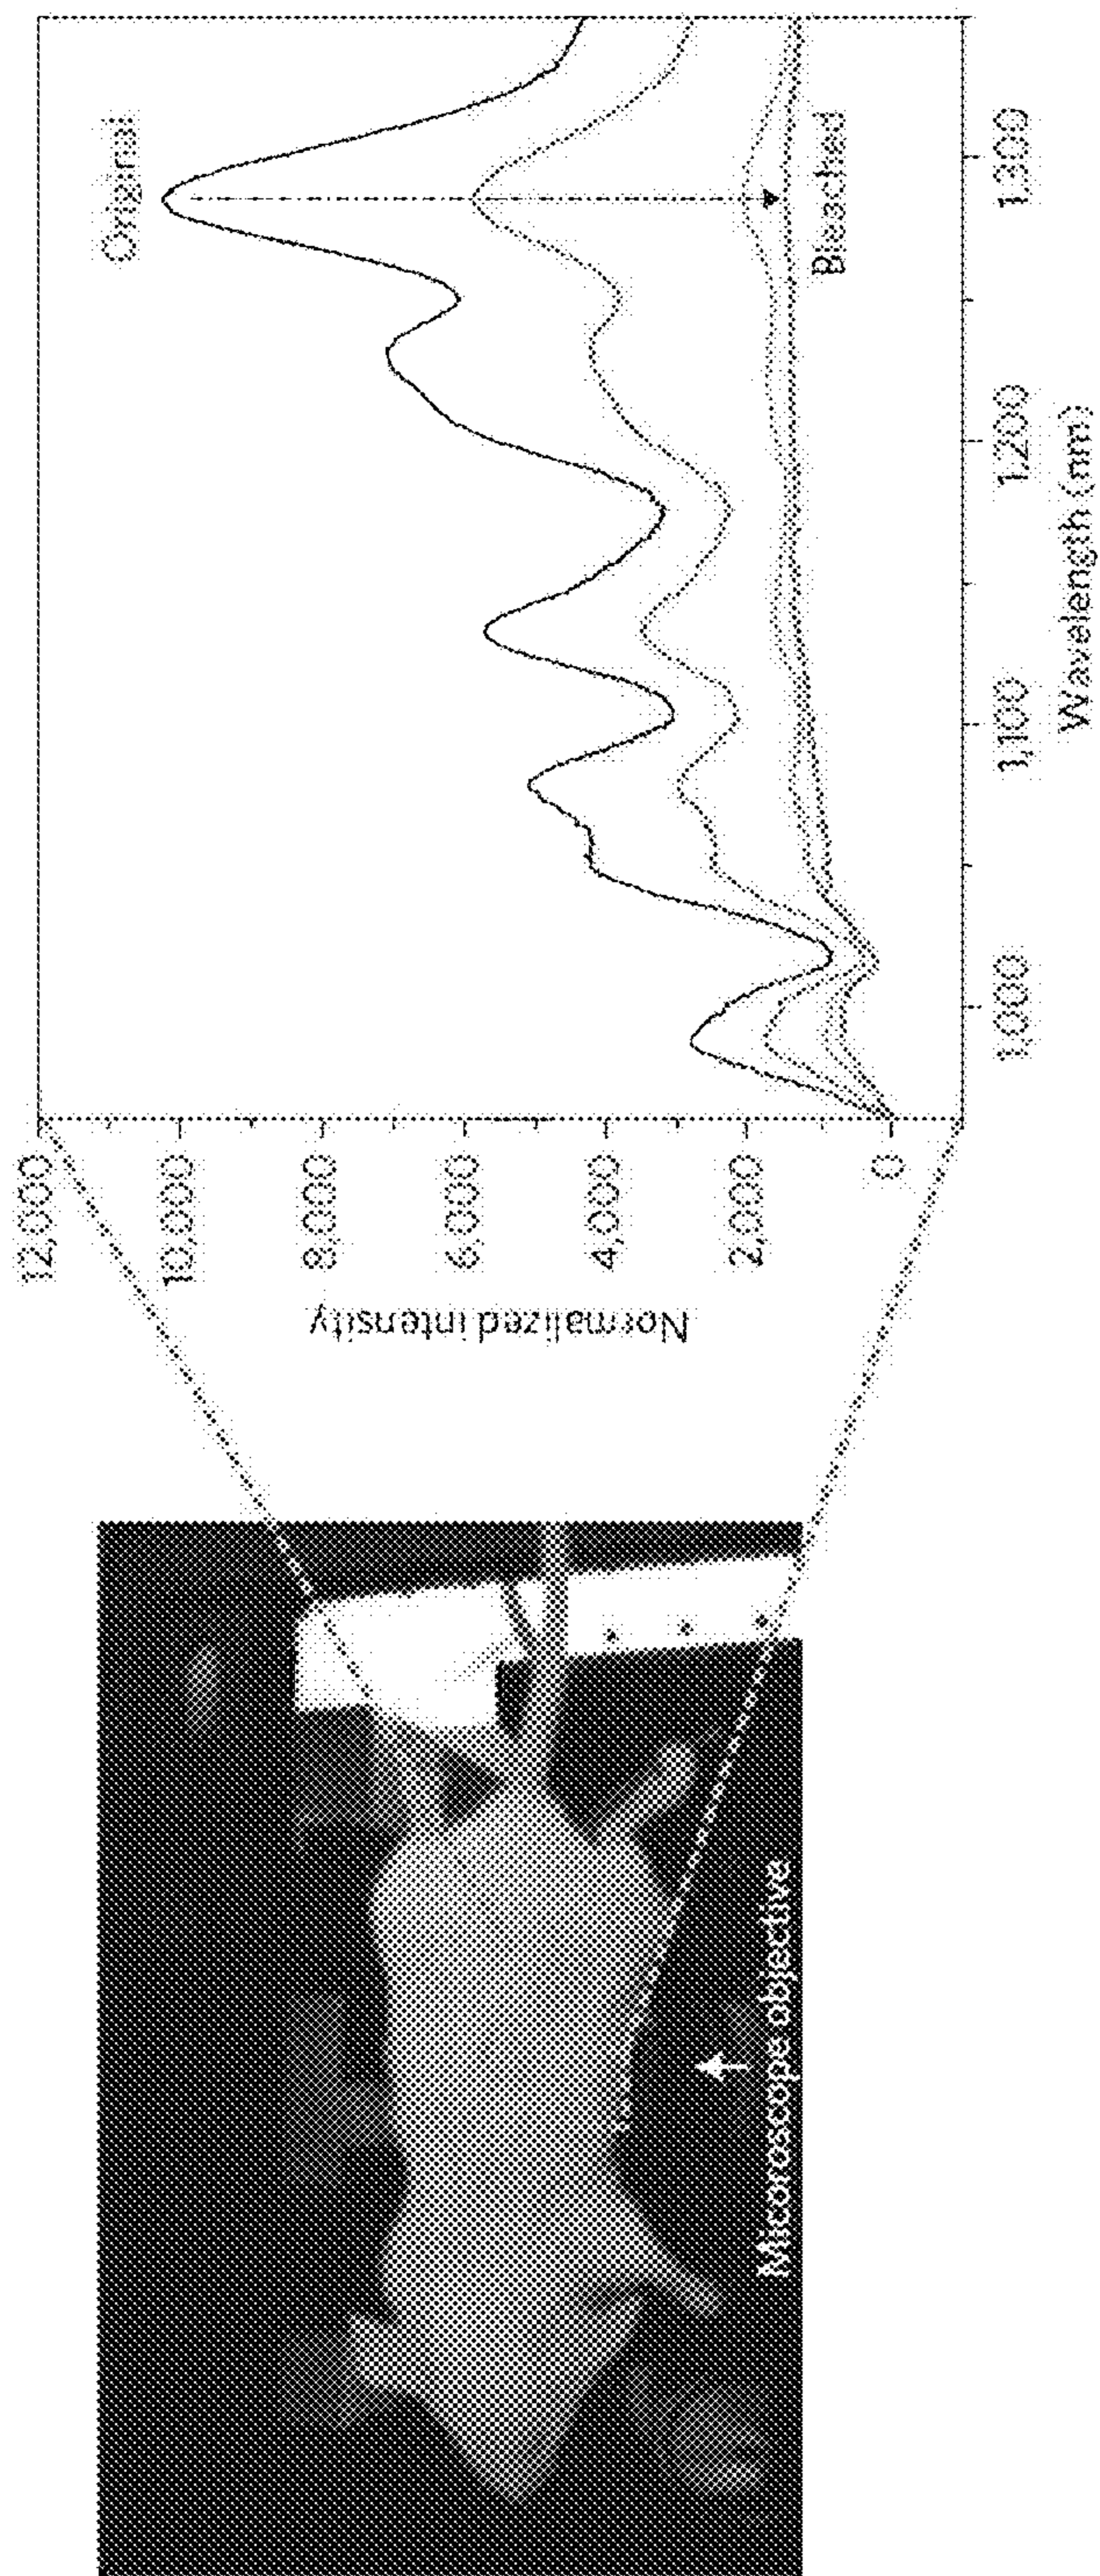 Micoroscope objective
Normalized intensity
12,000
10,000
8,000
6,000
4,000
2,000
0
Original
Bleached
1,000
1,100
1,200
1,300
Wavelength (nm)